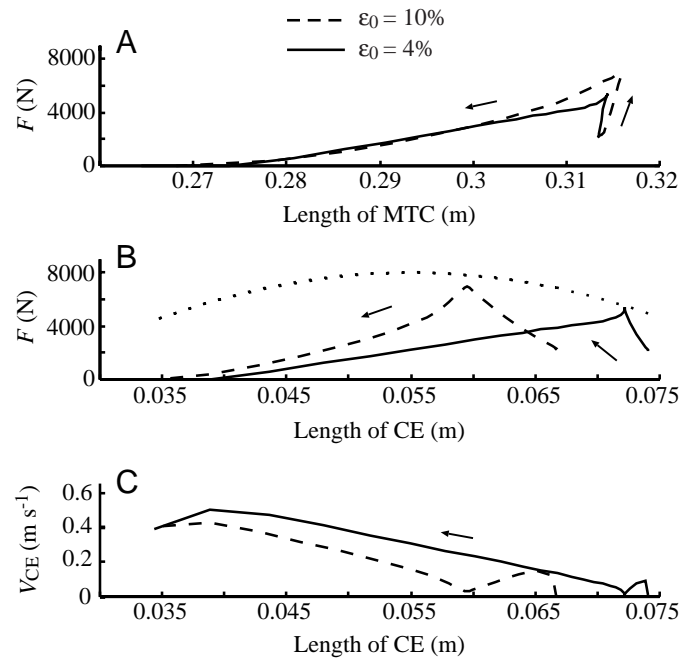 ε0 = 10%
ε0 = 4%
A
8000
4000
0
F (N)
0.27 0.28 0.29 0.3 0.31 0.32
Length of MTC (m)
B
8000
4000
0
F (N)
0.035 0.045 0.055 0.065 0.075
Length of CE (m)
C
0.6
0.4
0.2
0
VCE (m s-1)
0.035 0.045 0.055 0.065 0.075
Length of CE (m)